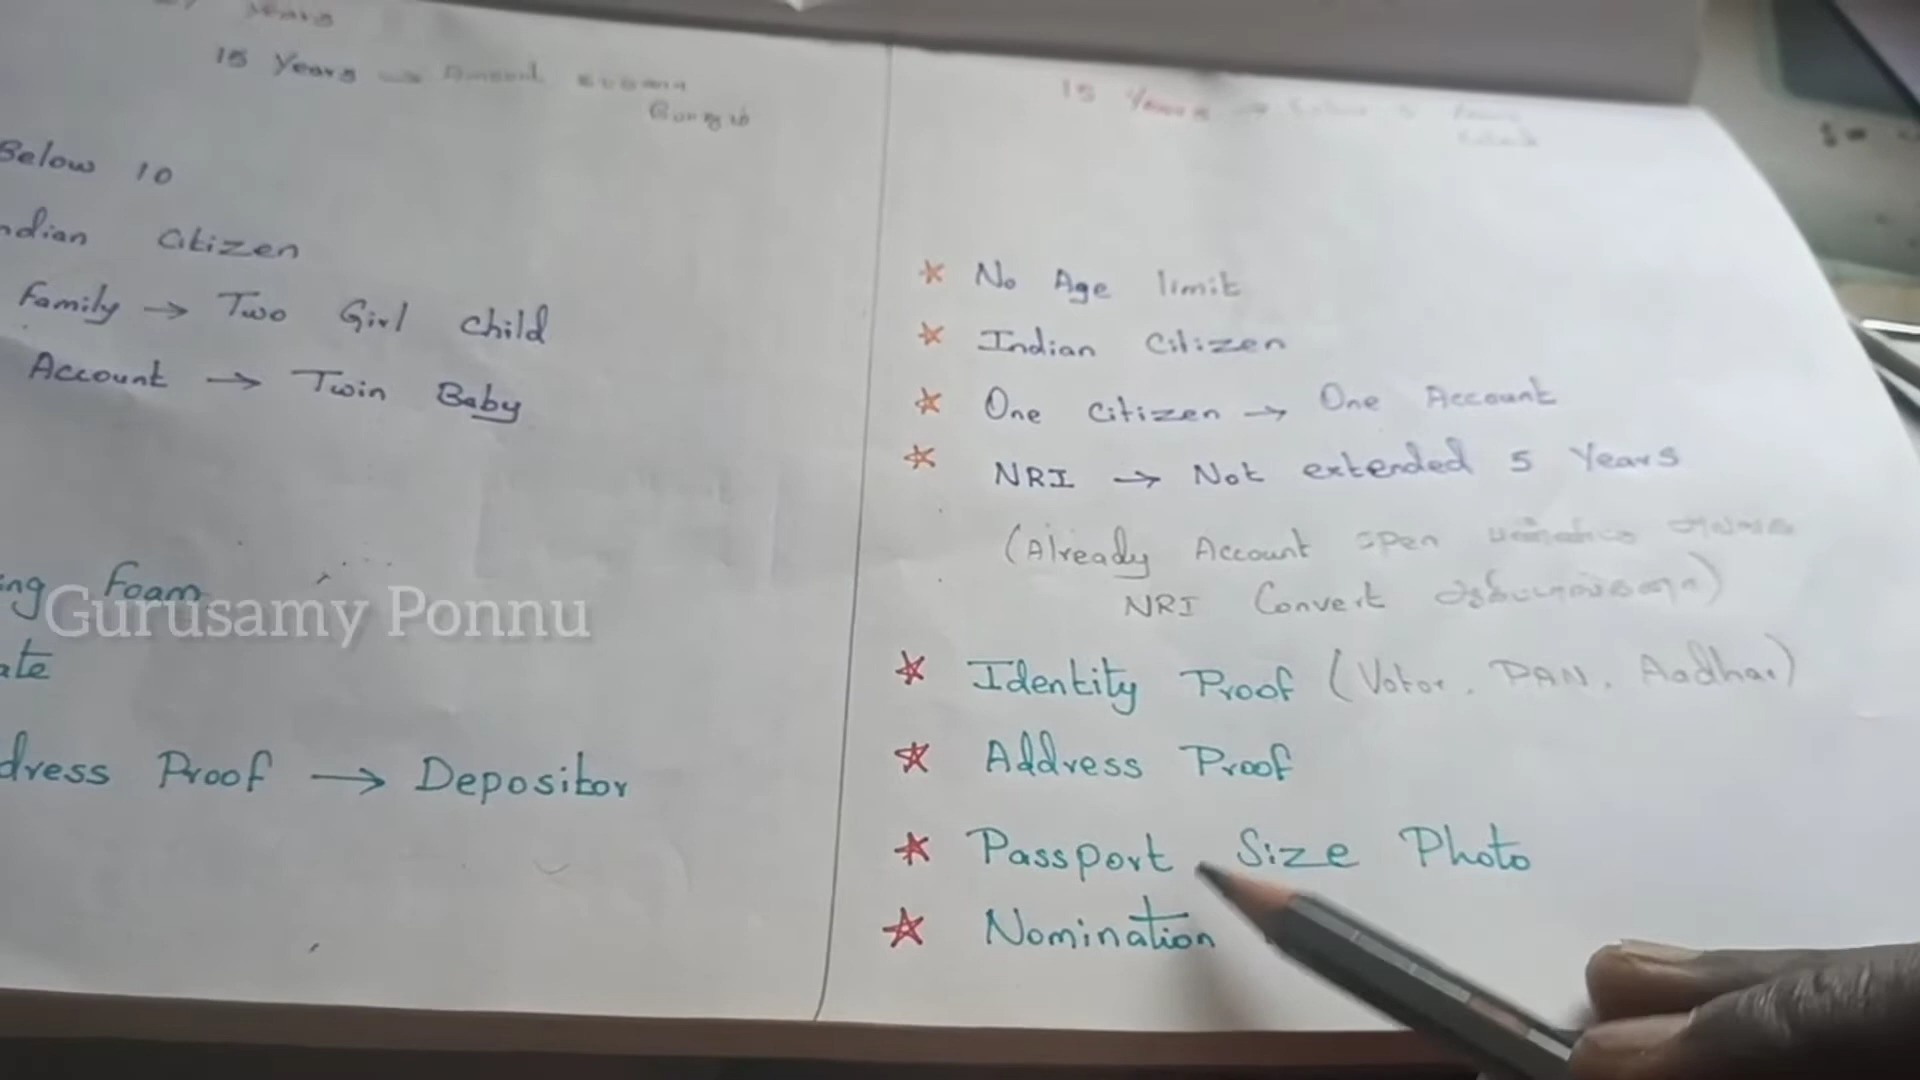 Years
15 Years →
Below 10
ndian Citizen
Family → Two Girl child
Account → Twin Baby
ing Foam
ate
dress Proof → Depositor
15 Years →
* No Age limit
* Indian Citizen
* One Citizen → One Account
* NRI → Not extended 5 Years
(Already Account open
NRI Convert
* Identity Proof (Votor. PAN. Aadhar)
* Address Proof
* Passport Size Photo
* Nomination
Gurusamy Ponnu